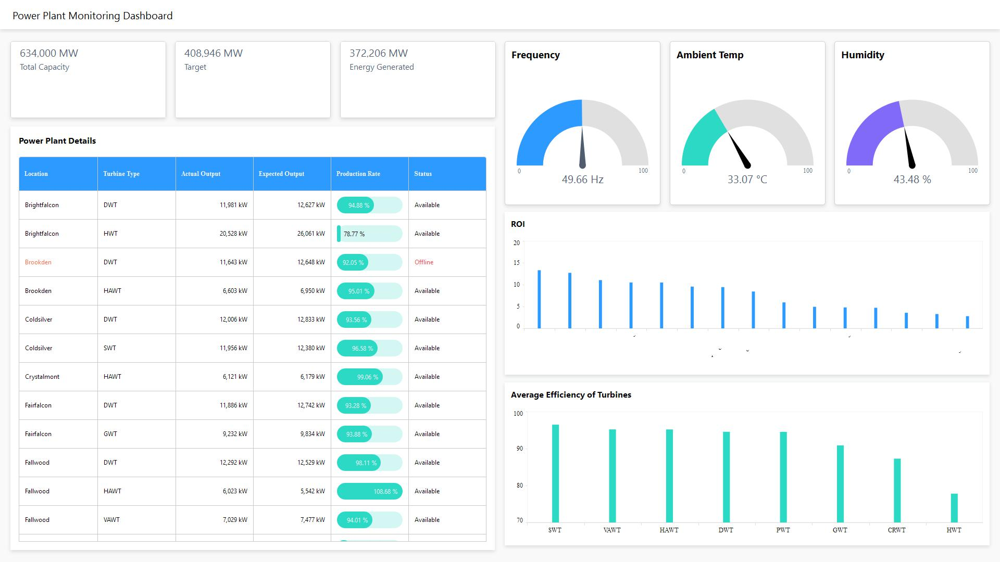 Power Plant Monitoring Dashboard
634,000 MW
Total Capacity
408,946 MW
Target
372,206 MW
Energy Generated
Power Plant Details
Location Turbine Type Actual Output Expected Output Production Rate Status
Brightfalcon DWT 11,981 kW 12,627 kW 94.88 % Available
Brightfalcon HWT 20,528 kW 26,061 kW 78.77 % Available
Brookden DWT 11,643 kW 12,648 kW 92.05 % Offline
Brookden HAWT 6,603 kW 6,950 kW 95.01 % Available
Coldsilver DWT 12,006 kW 12,833 kW 93.56 % Available
Coldsilver SWT 11,956 kW 12,380 kW 96.58 % Available
Crystalmont HAWT 6,121 kW 6,179 kW 99.06 % Available
Fairfalcon DWT 11,886 kW 12,742 kW 93.28 % Available
Fairfalcon GWT 9,232 kW 9,834 kW 93.88 % Available
Fallwood DWT 12,292 kW 12,529 kW 98.11 % Available
Fallwood HAWT 6,023 kW 5,542 kW 108.68 % Available
Fallwood VAWT 7,029 kW 7,477 kW 94.01 % Available
Frequency
0 100
49.66 Hz
Ambient Temp
0 100
33.07 °C
Humidity
0 100
43.48 %
ROI
20
15
10
5
0
Average Efficiency of Turbines
100
90
80
70
SWT VAWT HAWT DWT PWT GWT CRWT HWT